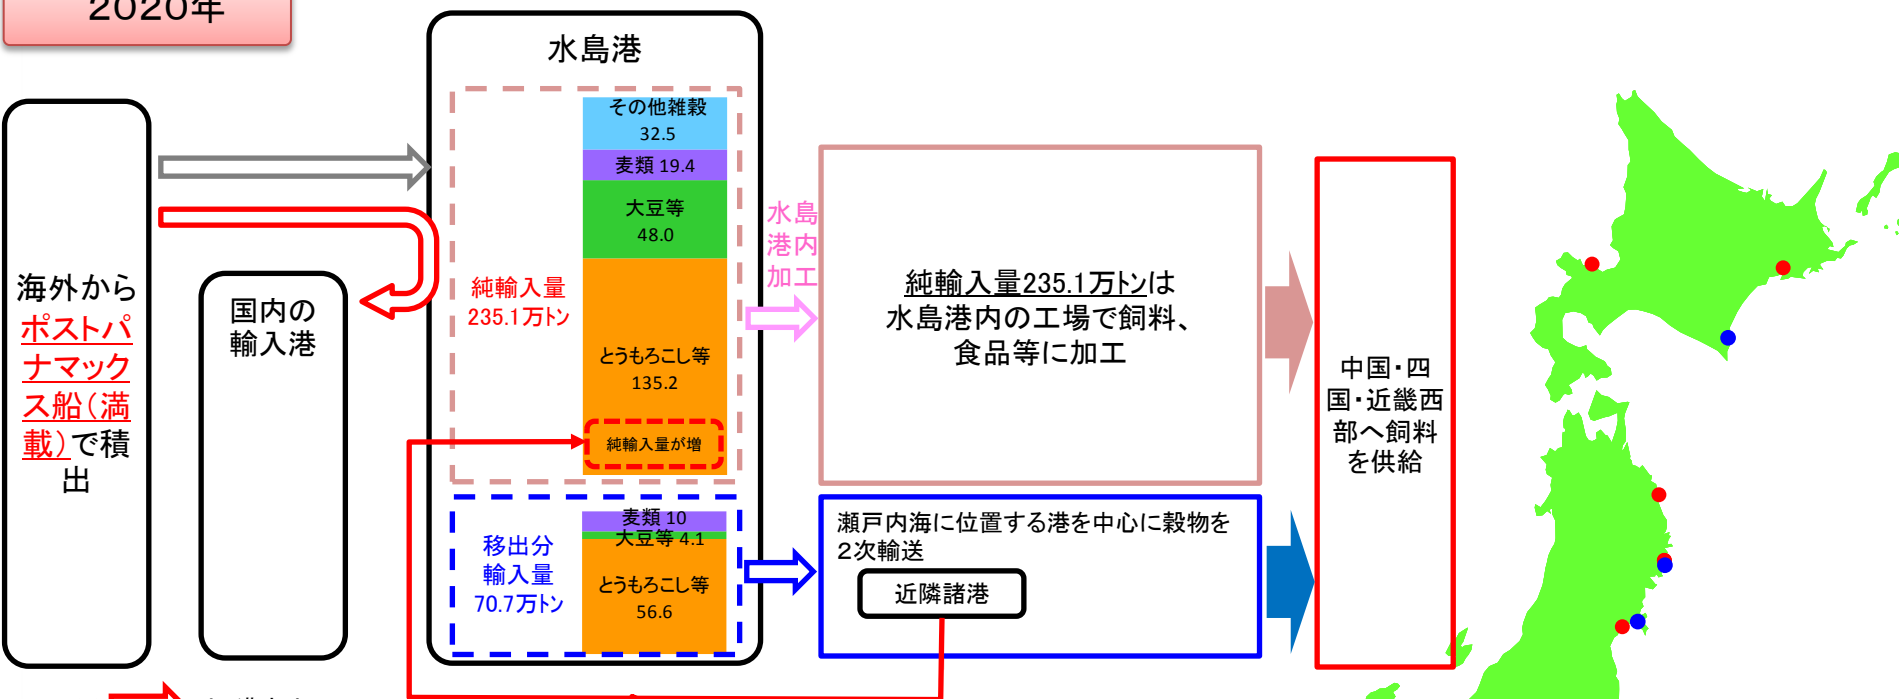 2020年
水島港
その他雑穀
32.5
麦類 19.4
大豆等
48.0
純輸入量
235.1万トン
とうもろこし等
135.2
純輸入量が増
海外から
ポストパ
ナマック
ス船(満
載)で積
出
国内の
輸入港
水島
港内
加工
純輸入量235.1万トンは
水島港内の工場で飼料、
食品等に加工
中国・四
国・近畿西
部へ飼料
を供給
移出分
輸入量
70.7万トン
麦類 10
大豆等 4.1
とうもろこし等
56.6
瀬戸内海に位置する港を中心に穀物を
2次輸送
近隣諸港